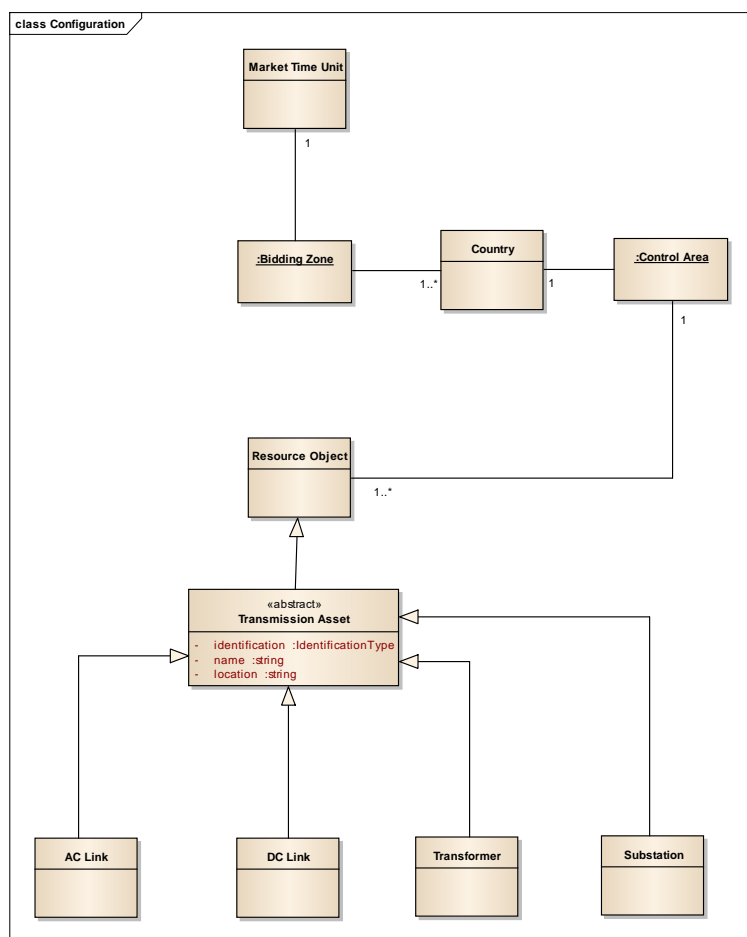 class Configuration
Market Time Unit
1
:Bidding Zone
1..*
Country
1
:Control Area
1
Resource Object
1..*
«abstract»
Transmission Asset
- identification :IdentificationType
- name :string
- location :string
AC Link
DC Link
Transformer
Substation